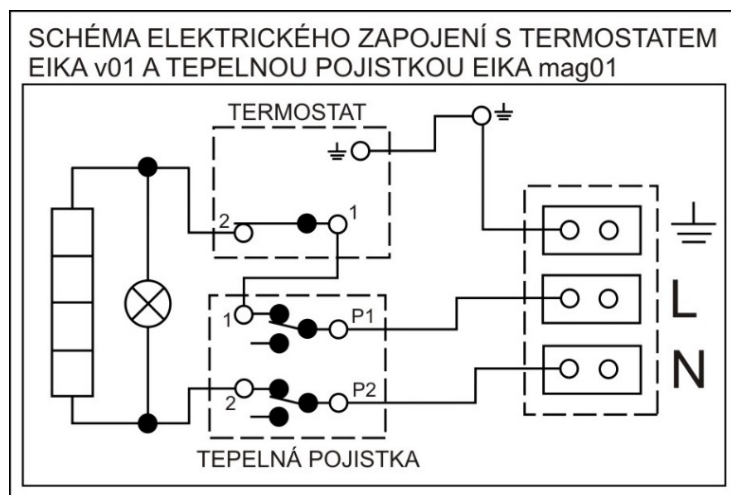 SCHÉMA ELEKTRICKÉHO ZAPOJENÍ S TERMOSTATEM
EIKA v01 A TEPELNOU POJISTKOU EIKA mag01
TERMOSTAT
2
1
1
P1
L
2
P2
N
TEPELNÁ POJISTKA